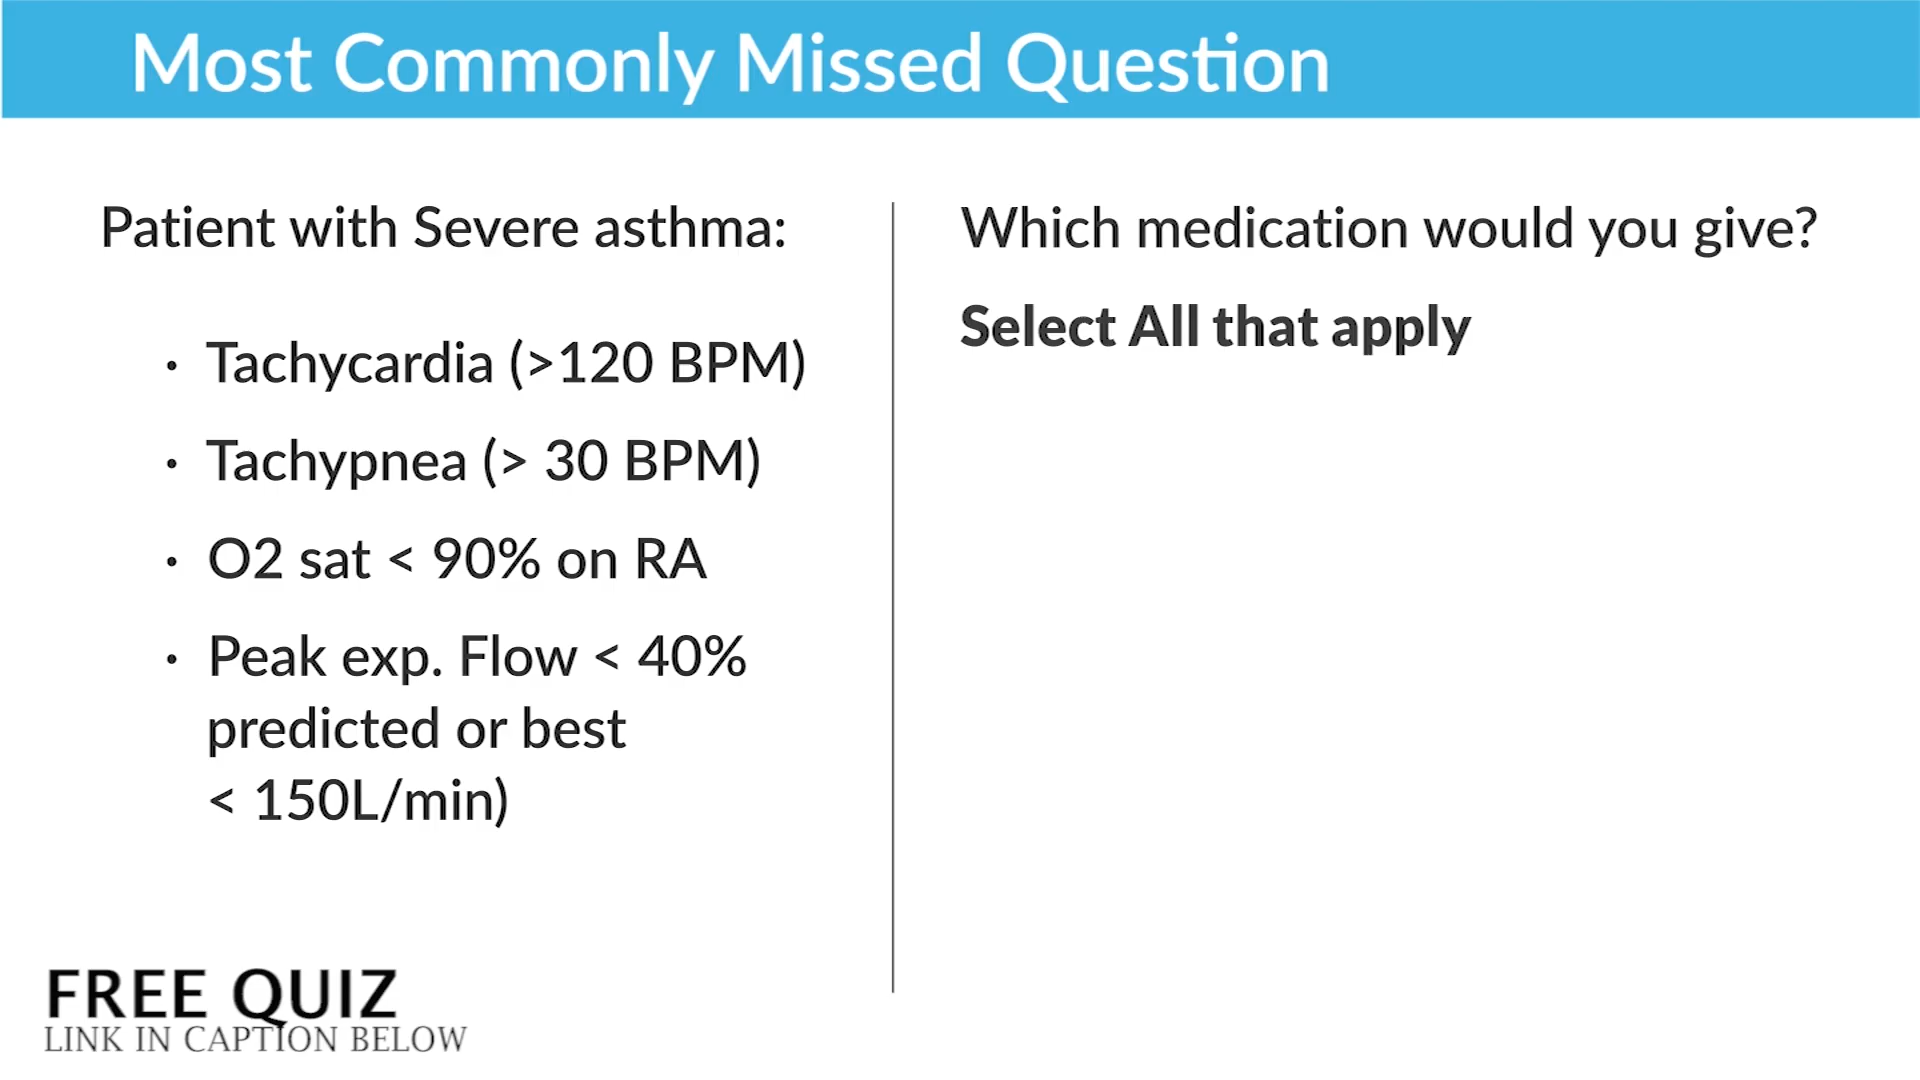 Most Commonly Missed Question
Patient with Severe asthma:
· Tachycardia (>120 BPM)
· Tachypnea (> 30 BPM)
· O2 sat < 90% on RA
· Peak exp. Flow < 40%
predicted or best
< 150L/min)
Which medication would you give?
Select All that apply
FREE QUIZ
LINK IN CAPTION BELOW